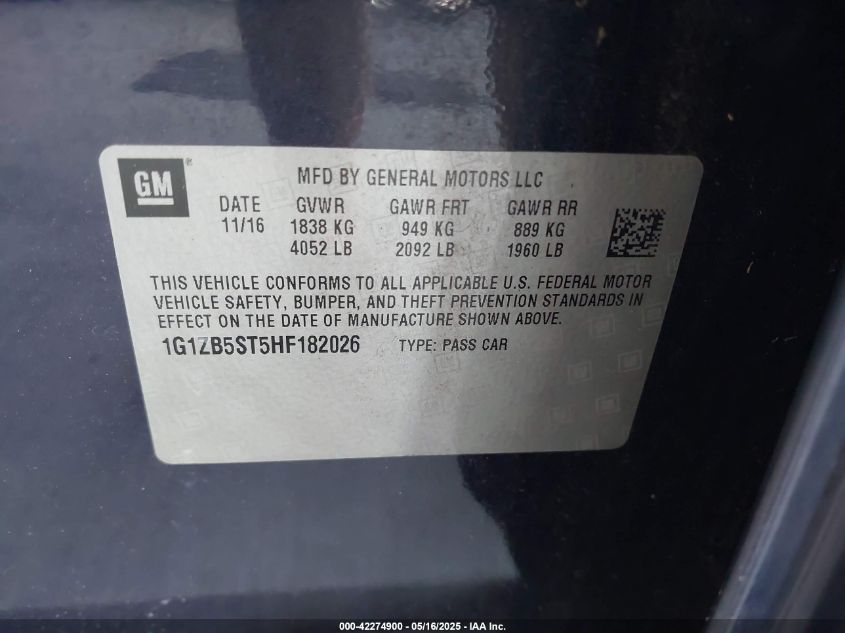 GM ®
MFD BY GENERAL MOTORS LLC
DATE GVWR GAWR FRT GAWR RR
11/16 1838 KG 949 KG 889 KG
4052 LB 2092 LB 1960 LB
THIS VEHICLE CONFORMS TO ALL APPLICABLE U.S. FEDERAL MOTOR
VEHICLE SAFETY, BUMPER, AND THEFT PREVENTION STANDARDS IN
EFFECT ON THE DATE OF MANUFACTURE SHOWN ABOVE.
1G1ZB5ST5HF182026 TYPE: PASS CAR
000-42274900 - 05/16/2025 - IAA Inc.